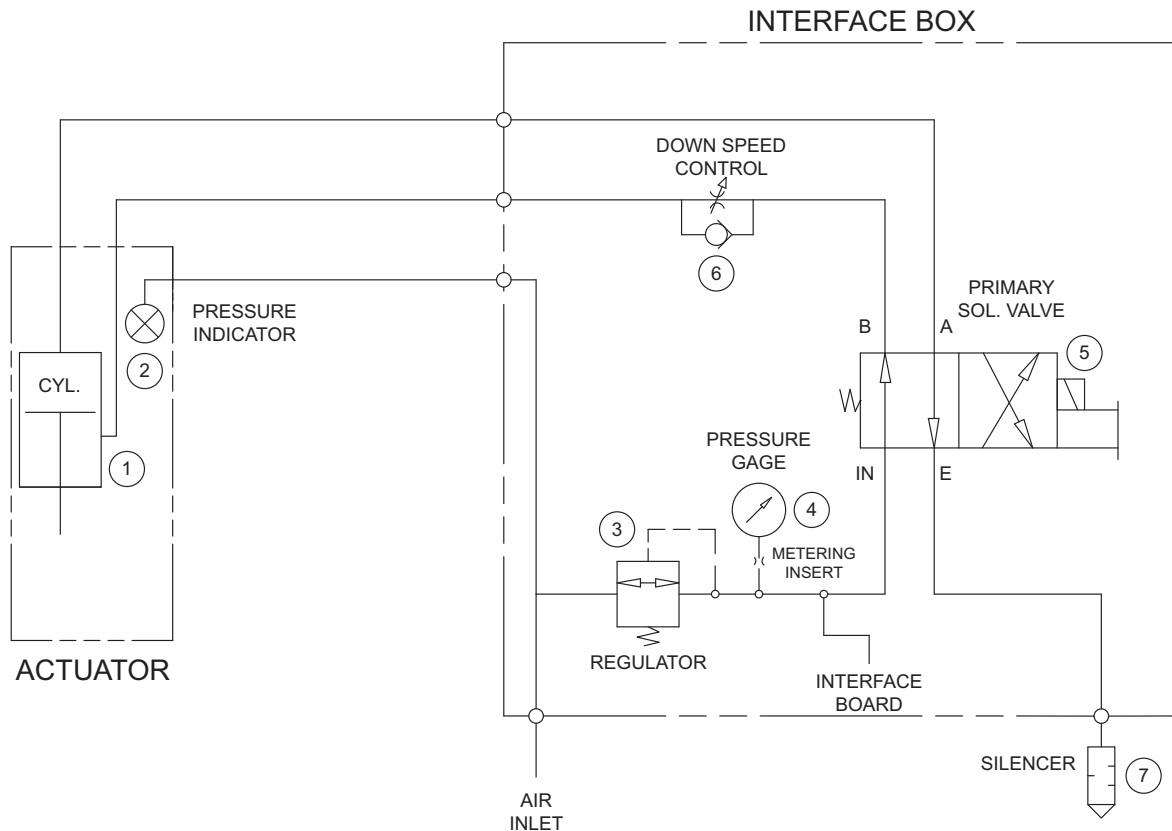 INTERFACE BOX
DOWN SPEED
CONTROL
6
PRIMARY
SOL. VALVE
B
A
5
PRESSURE
INDICATOR
2
CYL.
1
PRESSURE
GAGE
IN
E
3
4
METERING
INSERT
REGULATOR
ACTUATOR
INTERFACE
BOARD
SILENCER
7
AIR
INLET